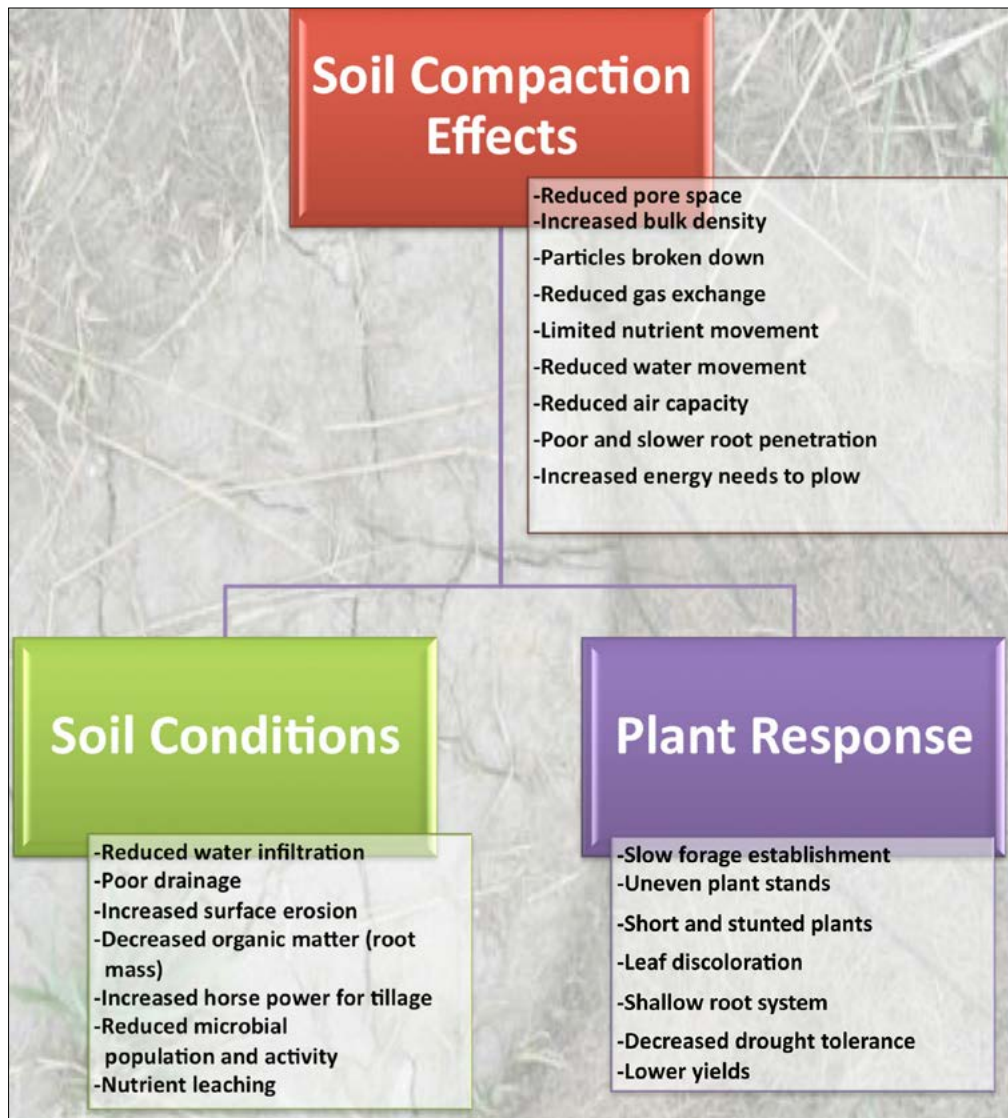 Soil Compaction
Effects
-Reduced pore space
-Increased bulk density
-Particles broken down
-Reduced gas exchange
-Limited nutrient movement
-Reduced water movement
-Reduced air capacity
-Poor and slower root penetration
-Increased energy needs to plow
Soil Conditions
-Reduced water infiltration
-Poor drainage
-Increased surface erosion
-Decreased organic matter (root
mass)
-Increased horse power for tillage
-Reduced microbial
population and activity
-Nutrient leaching
Plant Response
-Slow forage establishment
-Uneven plant stands
-Short and stunted plants
-Leaf discoloration
-Shallow root system
-Decreased drought tolerance
-Lower yields